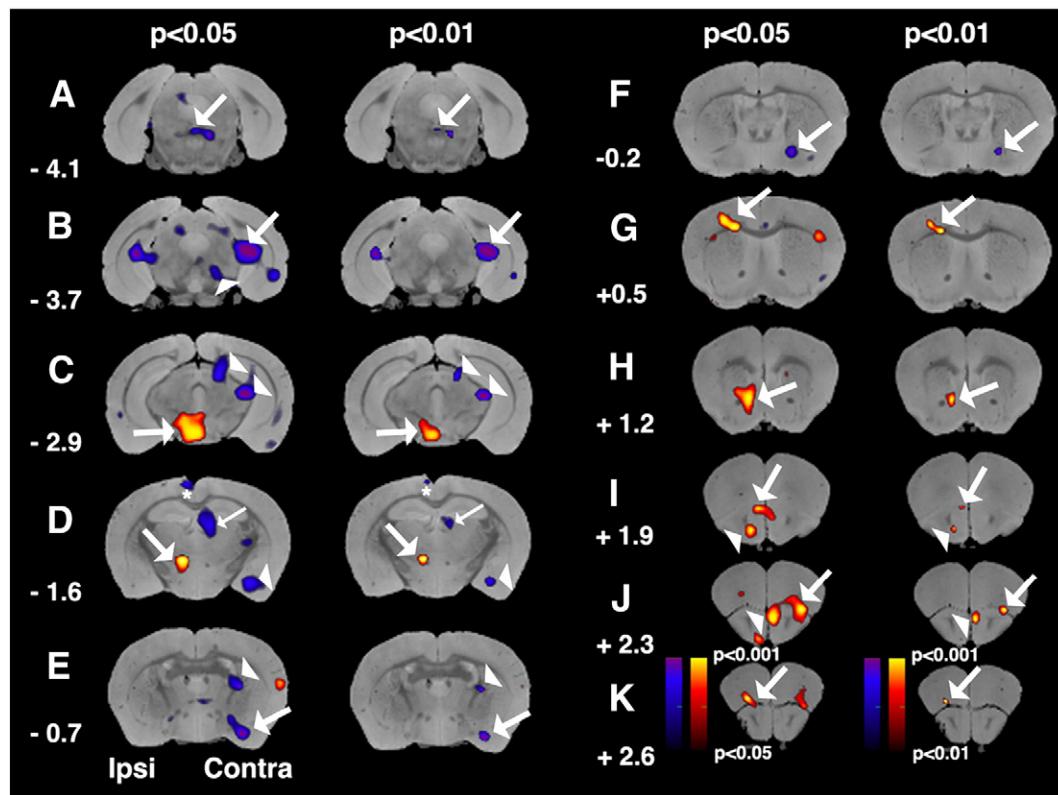 p<0.05 p<0.01 p<0.05 p<0.01
A
- 4.1
B
- 3.7
C
- 2.9
D
*
*
- 1.6
E
- 0.7
Ipsi Contra
F
-0.2
G
+0.5
H
+ 1.2
I
+ 1.9
J
+ 2.3
p<0.001 p<0.001
K
+ 2.6
p<0.05 p<0.01